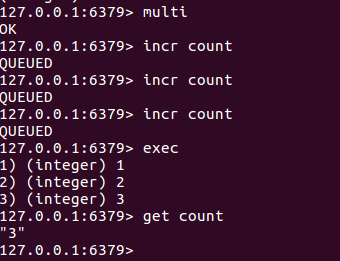 127.0.0.1:6379> multi
OK
127.0.0.1:6379> incr count
QUEUED
127.0.0.1:6379> incr count
QUEUED
127.0.0.1:6379> incr count
QUEUED
127.0.0.1:6379> exec
1) (integer) 1
2) (integer) 2
3) (integer) 3
127.0.0.1:6379> get count
"3"
127.0.0.1:6379>